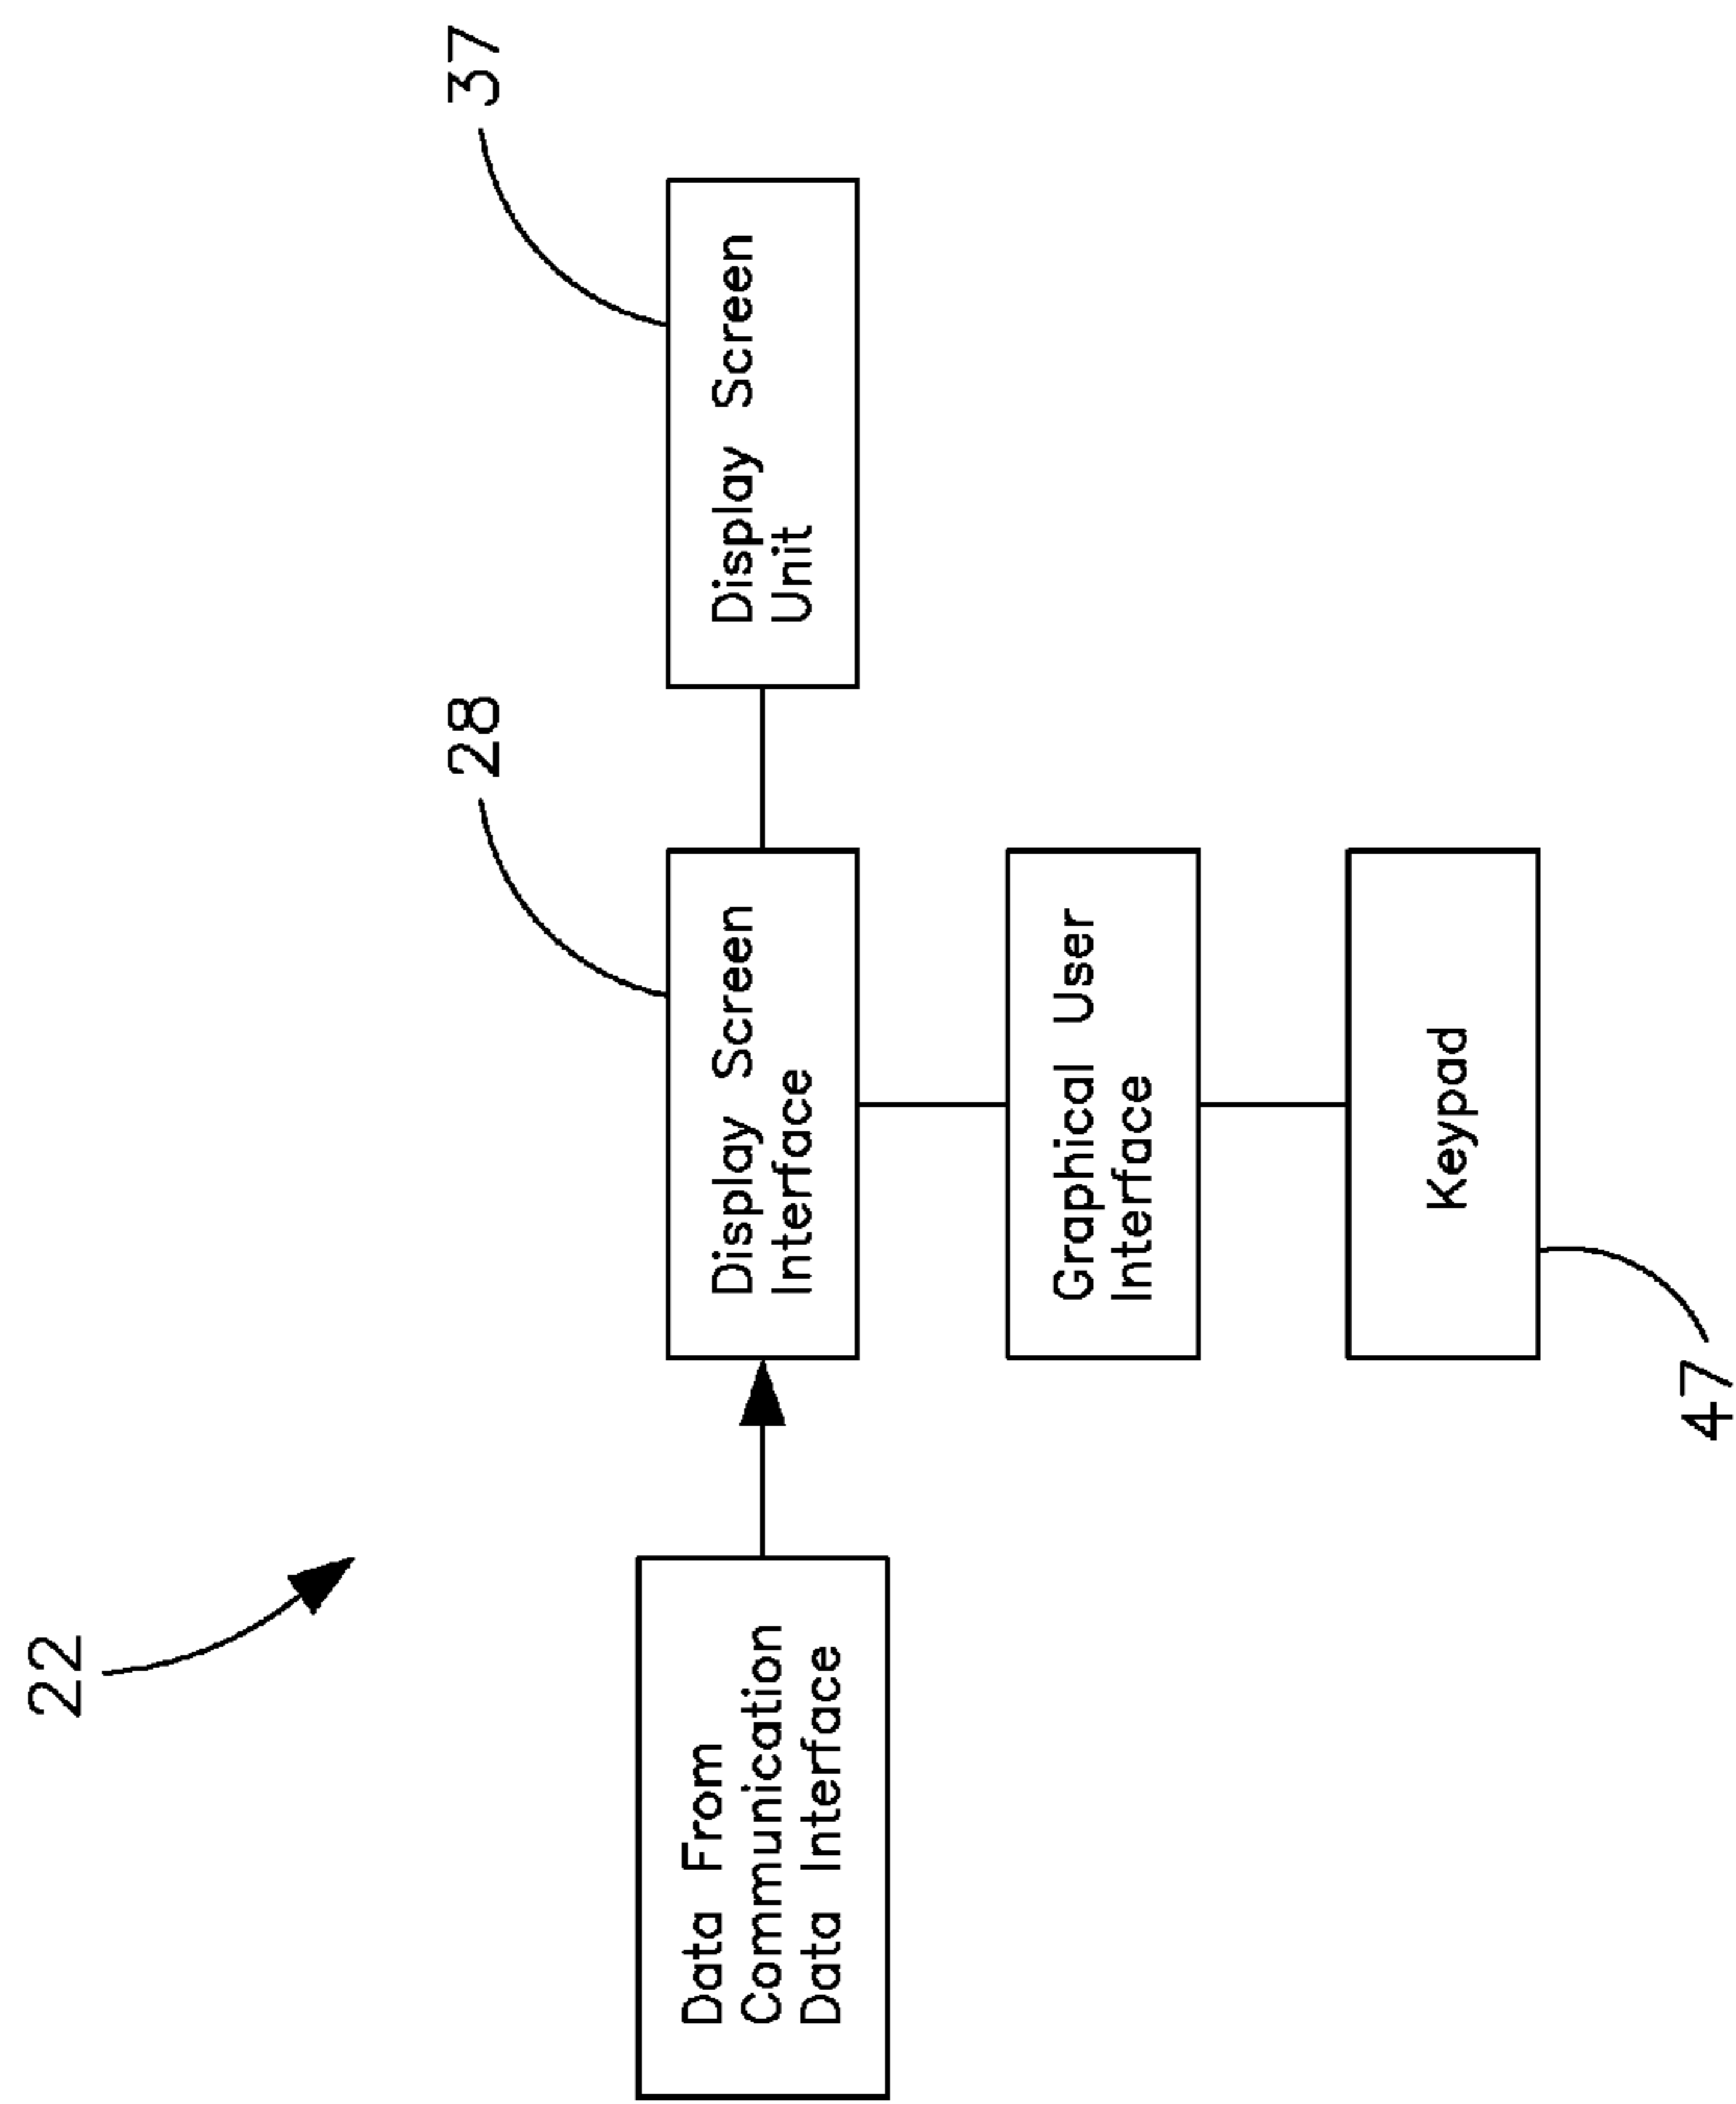 22
28
37
Data From
Communication
Data Interface
Display Screen
Interface
Display Screen
Unit
Graphical User
Interface
Keypad
47